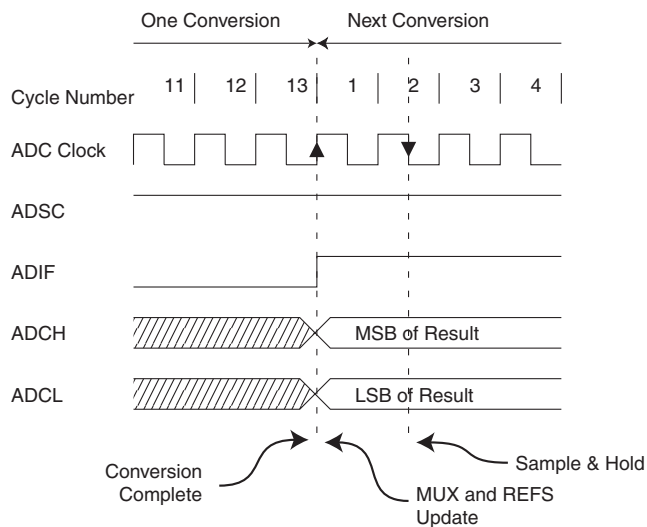 One Conversion Next Conversion
Cycle Number 11 12 13 1 2 3 4
ADC Clock
ADSC
ADIF
ADCH MSB of Result
ADCL LSB of Result
Conversion
Complete
MUX and REFS
Update
Sample & Hold